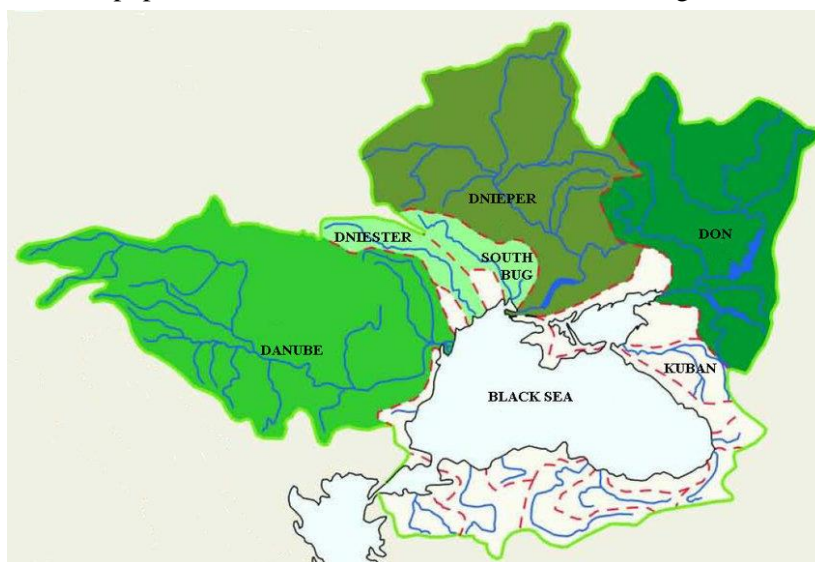 DNIEPER
DNIESTER
DON
SOUTH
BUG
DANUBE
KUBAN
BLACK SEA